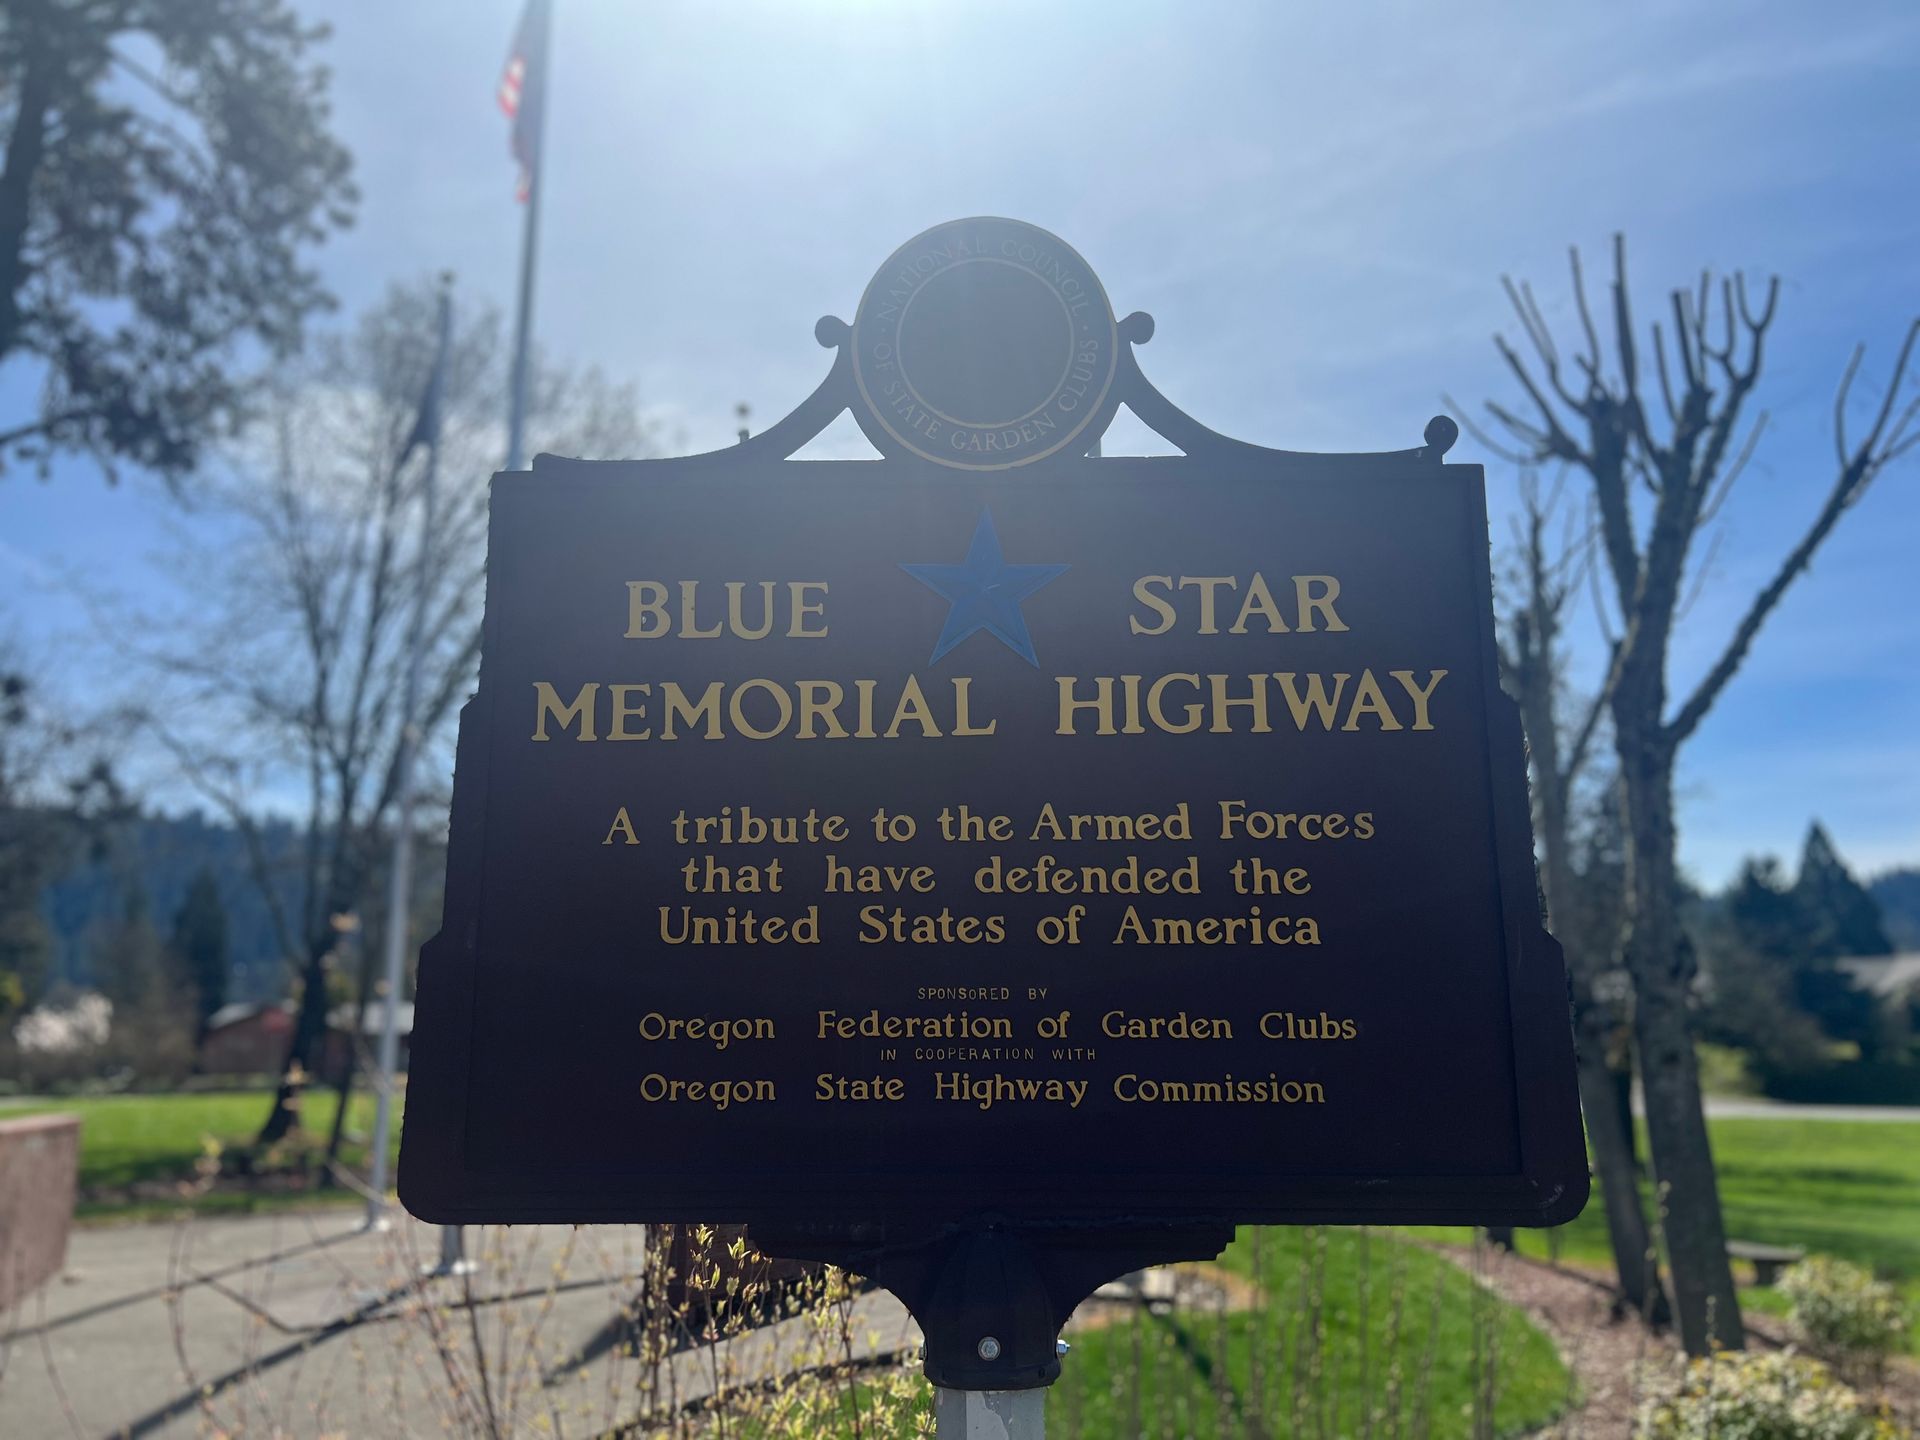 NATIONAL COUNCIL
· OF STATE GARDEN CLUBS ·
BLUE STAR
MEMORIAL HIGHWAY
A tribute to the Armed Forces
that have defended the
United States of America
SPONSORED BY
Oregon Federation of Garden Clubs
IN COOPERATION WITH
Oregon State Highway Commission